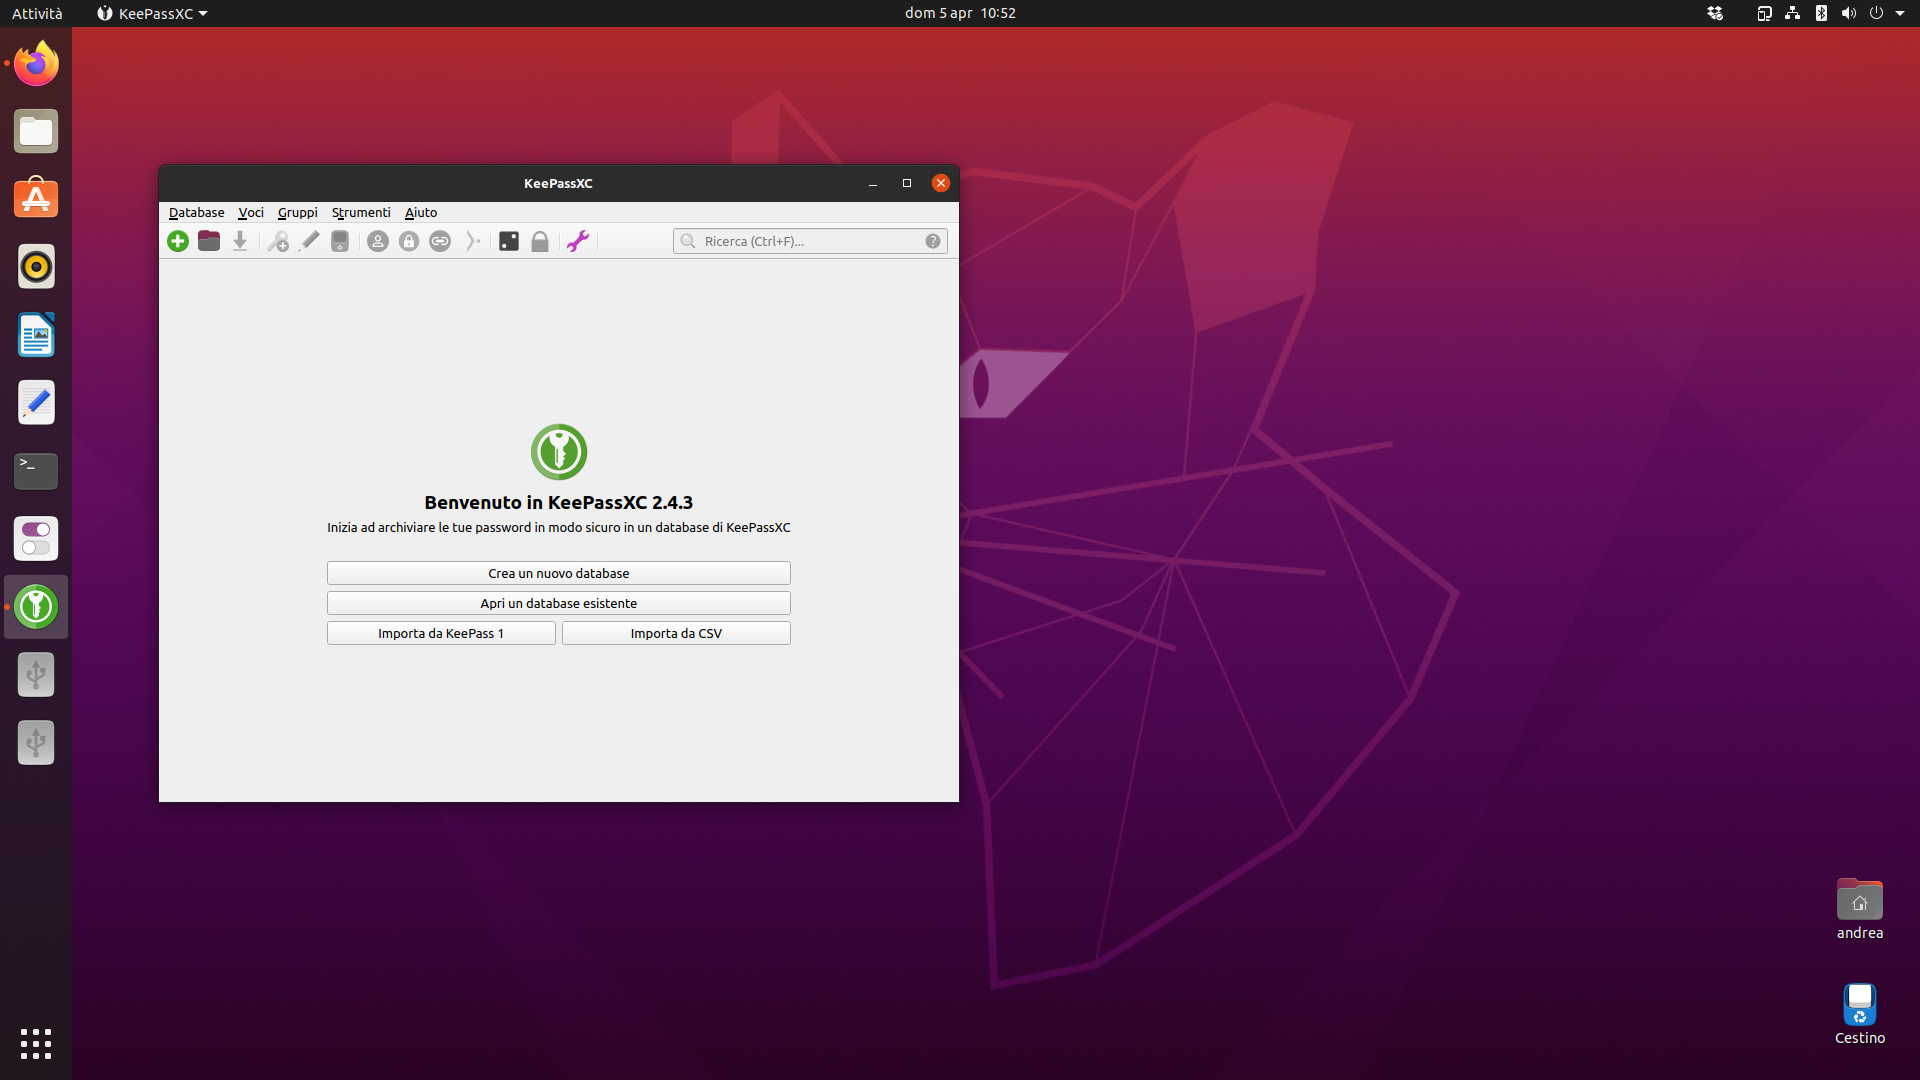 Attività KeePassXC dom 5 apr 10:52
KeePassXC
Database Voci Gruppi Strumenti Aiuto
Ricerca (Ctrl+F)...
Benvenuto in KeePassXC 2.4.3
Inizia ad archiviare le tue password in modo sicuro in un database di KeePassXC
Crea un nuovo database
Apri un database esistente
Importa da KeePass 1 Importa da CSV
andrea
Cestino